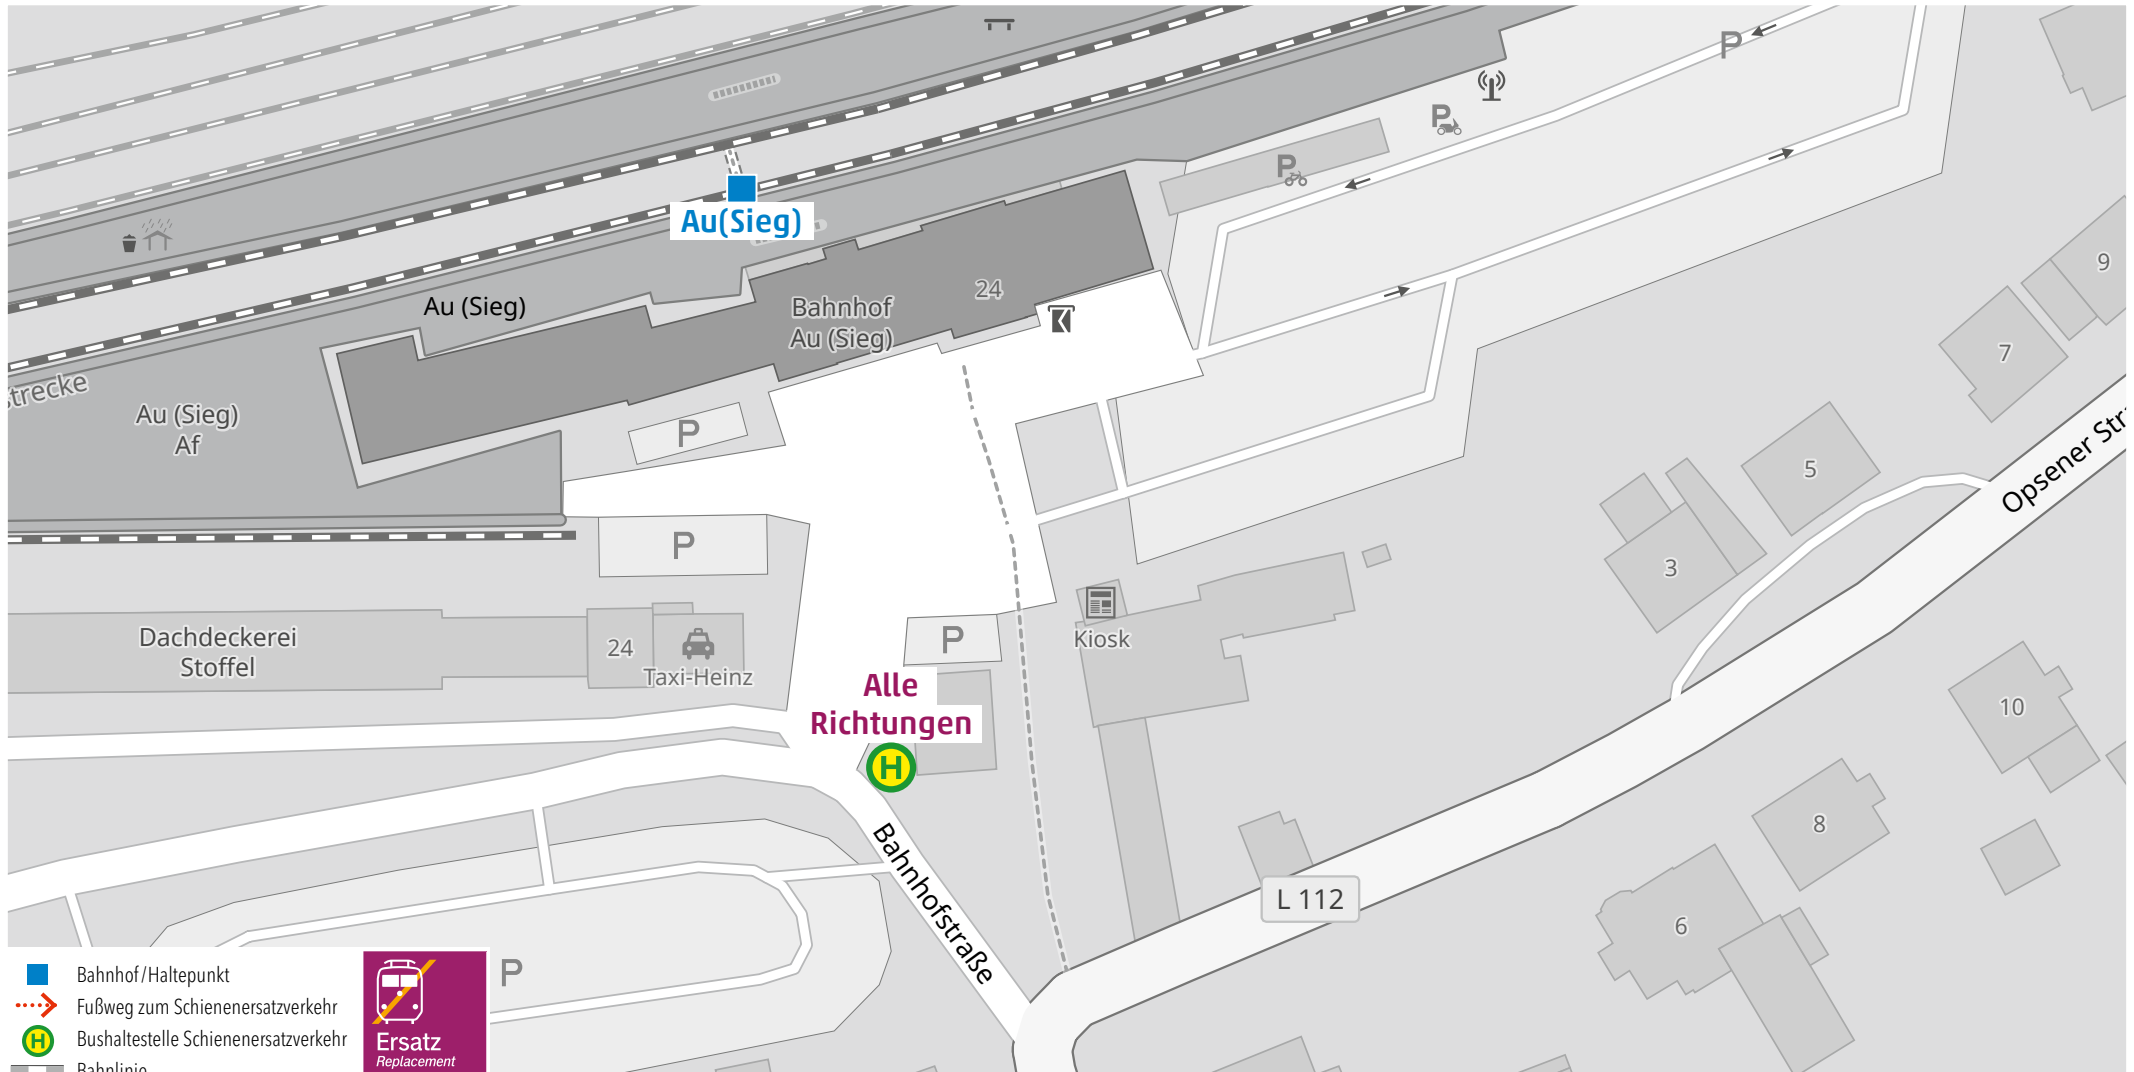 P
P
P
Au(Sieg)
Au (Sieg)
Bahnhof
Au (Sieg)
24
9
7
strecke
Au (Sieg)
Af
P
5
Opsener Str
P
3
Dachdeckerei
Stoffel
24
Taxi-Heinz
P
Kiosk
Alle
Richtungen
H
10
8
Bahnhofstraße
L 112
6
P
Bahnhof/Haltepunkt
Fußweg zum Schienenersatzverkehr
H
Bushaltestelle Schienenersatzverkehr
Bahnlinie
Ersatz
Replacement